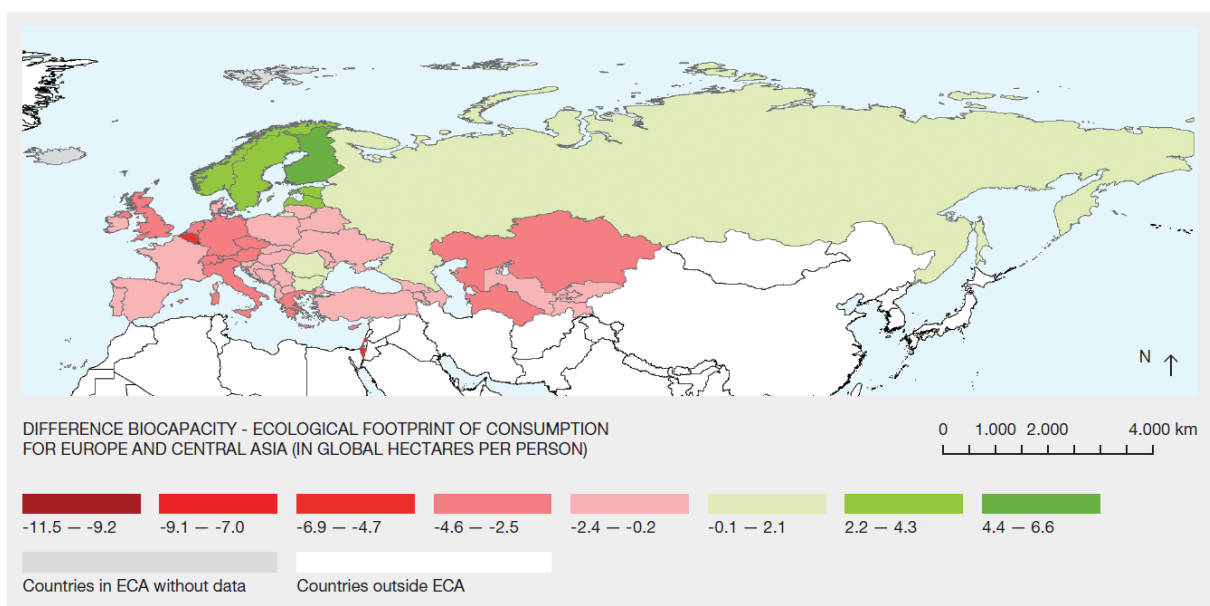 N
DIFFERENCE BIOCAPACITY - ECOLOGICAL FOOTPRINT OF CONSUMPTION
FOR EUROPE AND CENTRAL ASIA (IN GLOBAL HECTARES PER PERSON)
0 1.000 2.000 4.000 km
-11.5 — -9.2 -9.1 — -7.0 -6.9 — -4.7 -4.6 — -2.5 -2.4 — -0.2 -0.1 — 2.1 2.2 — 4.3 4.4 — 6.6
Countries in ECA without data Countries outside ECA